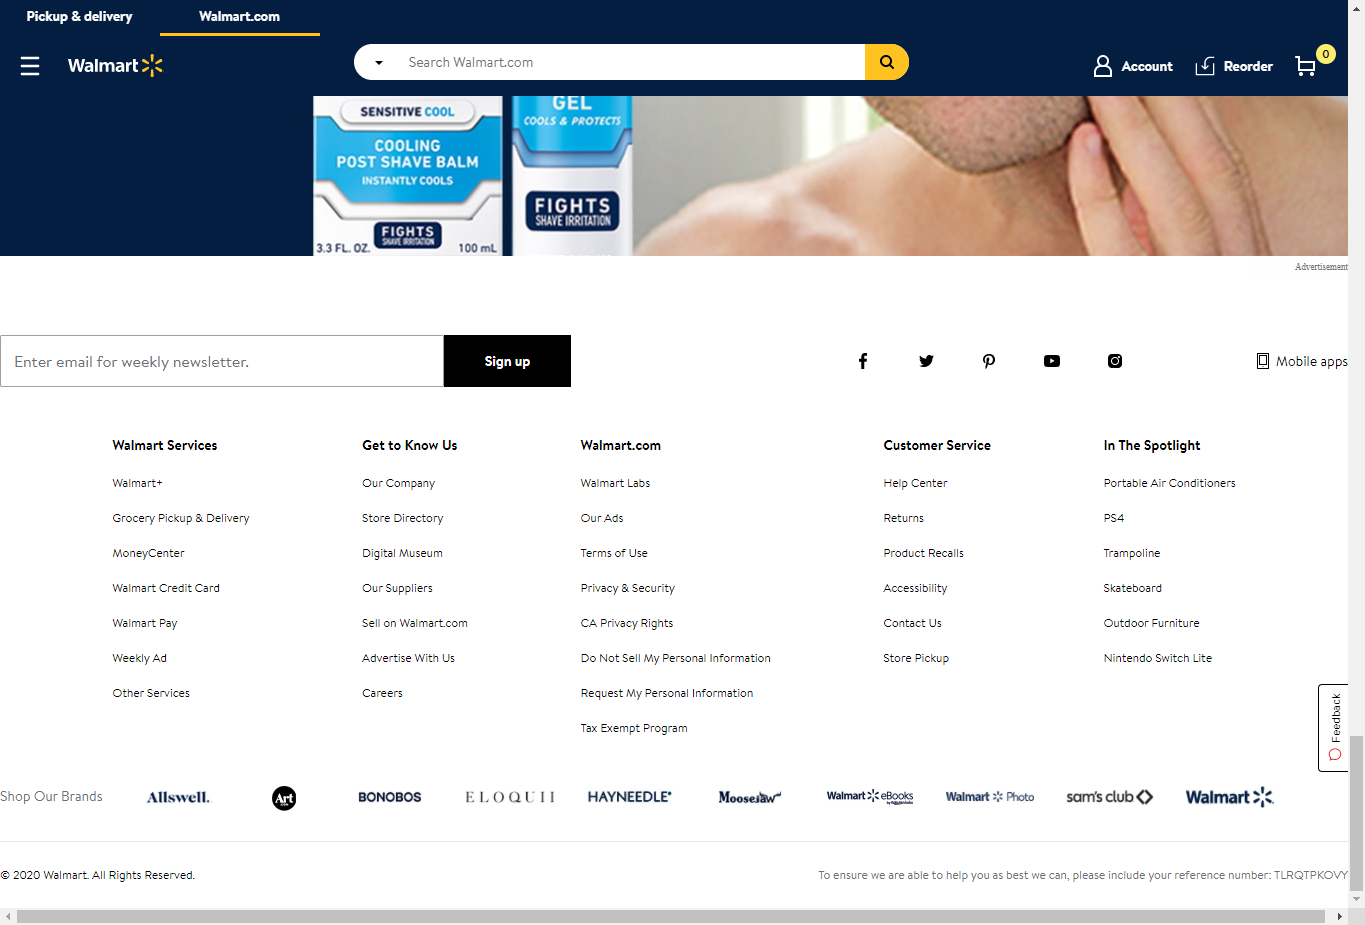 Pickup & delivery
Walmart.com
Walmart
Search Walmart.com
Account
Reorder
0
SENSITIVE COOL
COOLING
POST SHAVE BALM
INSTANTLY COOLS
FIGHTS
SHAVE IRRITATION
3.3 FL. OZ.
100 mL
GEL
COOLS & PROTECTS
FIGHTS
SHAVE IRRITATION
Advertisement
Enter email for weekly newsletter.
Sign up
Mobile apps
Walmart Services
Walmart+
Grocery Pickup & Delivery
MoneyCenter
Walmart Credit Card
Walmart Pay
Weekly Ad
Other Services
Get to Know Us
Our Company
Store Directory
Digital Museum
Our Suppliers
Sell on Walmart.com
Advertise With Us
Careers
Walmart.com
Walmart Labs
Our Ads
Terms of Use
Privacy & Security
CA Privacy Rights
Do Not Sell My Personal Information
Request My Personal Information
Tax Exempt Program
Customer Service
Help Center
Returns
Product Recalls
Accessibility
Contact Us
Store Pickup
In The Spotlight
Portable Air Conditioners
PS4
Trampoline
Skateboard
Outdoor Furniture
Nintendo Switch Lite
Feedback
Shop Our Brands
Allswell.
Art
.com
BONOBOS
ELOQUII
HAYNEEDLE
Moosejaw
Walmart eBooks
Walmart Photo
sam's club
Walmart
© 2020 Walmart. All Rights Reserved.
To ensure we are able to help you as best we can, please include your reference number: TLRQTPKOVY